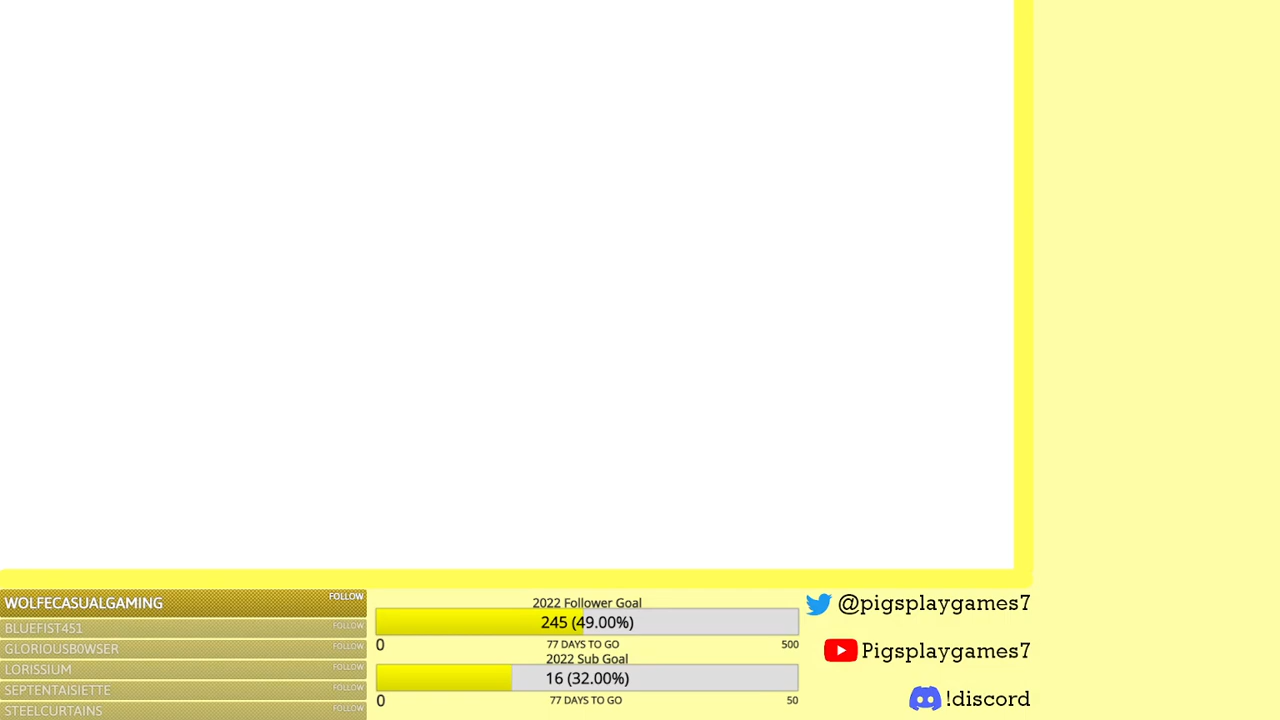 WOLFECASUALGAMING FOLLOW
BLUEFIST451 FOLLOW
GLORIOUSB0WSER FOLLOW
LORISSIUM FOLLOW
SEPTENTAISIETTE FOLLOW
STEELCURTAINS FOLLOW
2022 Follower Goal
245 (49.00%)
0 77 DAYS TO GO 500
2022 Sub Goal
16 (32.00%)
0 77 DAYS TO GO 50
@pigsplaygames7
Pigsplaygames7
!discord